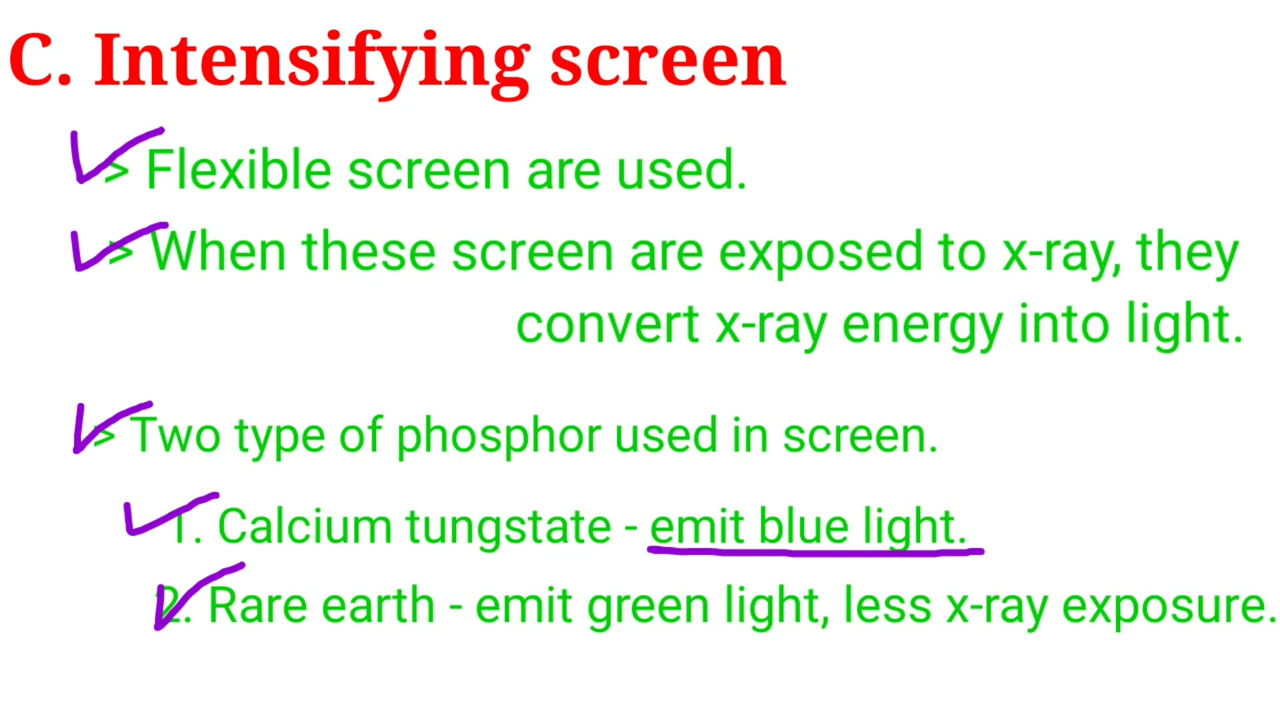 C. Intensifying screen
> Flexible screen are used.
> When these screen are exposed to x-ray, they
convert x-ray energy into light.
> Two type of phosphor used in screen.
1. Calcium tungstate - emit blue light.
2. Rare earth - emit green light, less x-ray exposure.